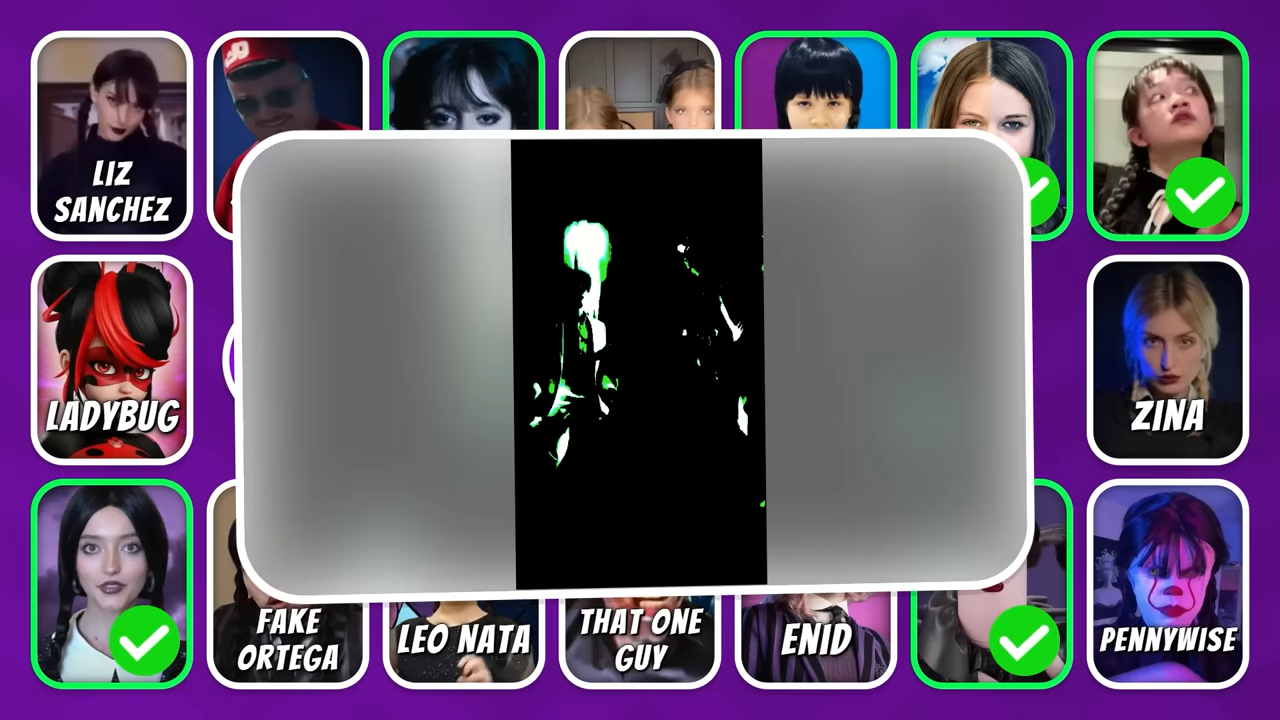 LIZ
SANCHEZ
LADYBUG
ZINA
FAKE
ORTEGA
LEO NATA
THAT ONE
GUY
ENID
PENNYWISE